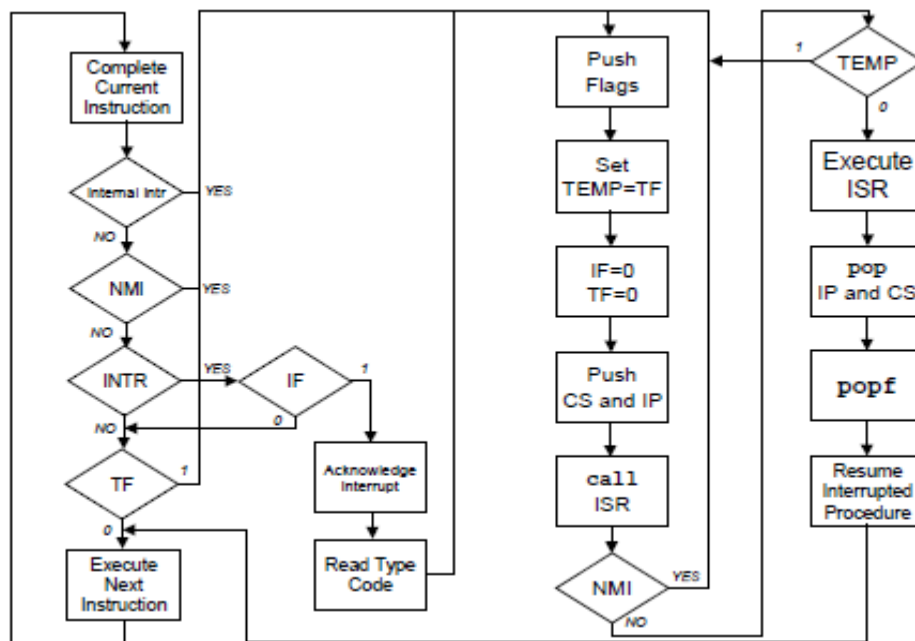 Complete
Current
Instruction
Internal Intr
YES
NO
NMI
YES
NO
INTR
YES
NO
IF
1
0
TF
1
0
Execute
Next
Instruction
Acknowledge
Interrupt
Read Type
Code
Push
Flags
Set
TEMP=TF
IF=0
TF=0
Push
CS and IP
call
ISR
NMI
YES
NO
TEMP
1
0
Execute
ISR
pop
IP and CS
popf
Resume
Interrupted
Procedure